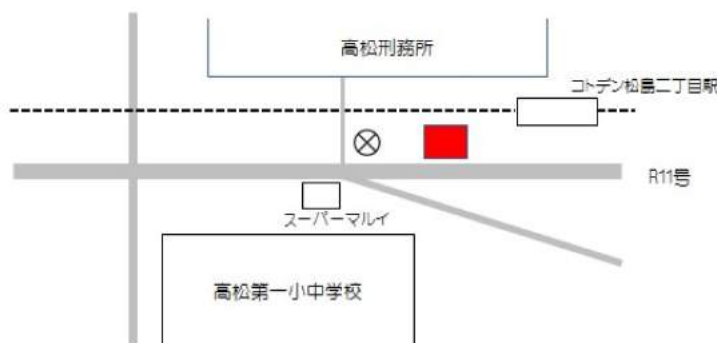 高松刑務所
コトデン松島二丁目駅
R11号
スーパーマルイ
高松第一小中学校